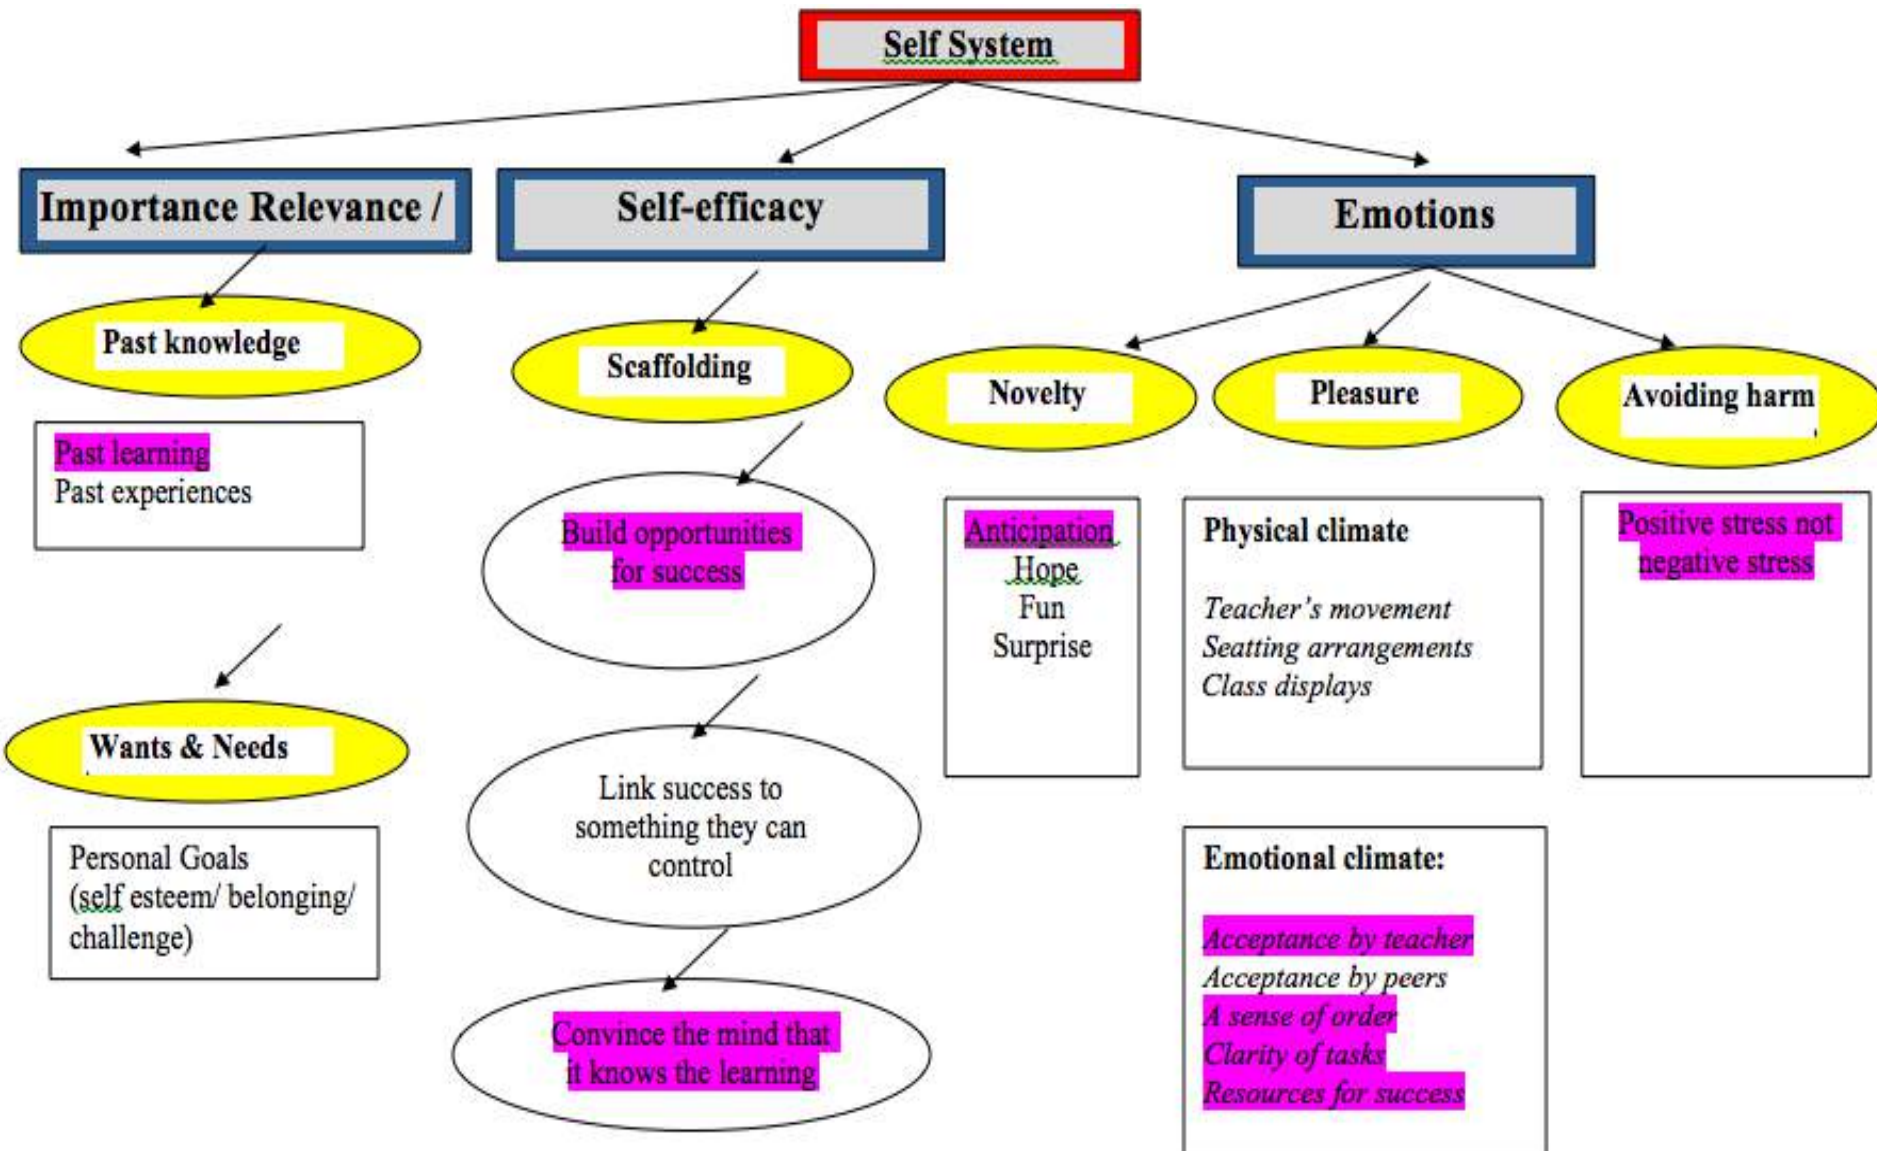 Self System
Importance Relevance /
Self-efficacy
Emotions
Past knowledge
Past learning
Past experiences
Wants & Needs
Personal Goals
(self esteem/ belonging/
challenge)
Scaffolding
Build opportunities
for success
Link success to
something they can
control
Convince the mind that
it knows the learning
Novelty
Anticipation
Hope
Fun
Surprise
Pleasure
Physical climate
Teacher's movement
Seatting arrangements
Class displays
Emotional climate:
Acceptance by teacher
Acceptance by peers
A sense of order
Clarity of tasks
Resources for success
Avoiding harm
Positive stress not
negative stress